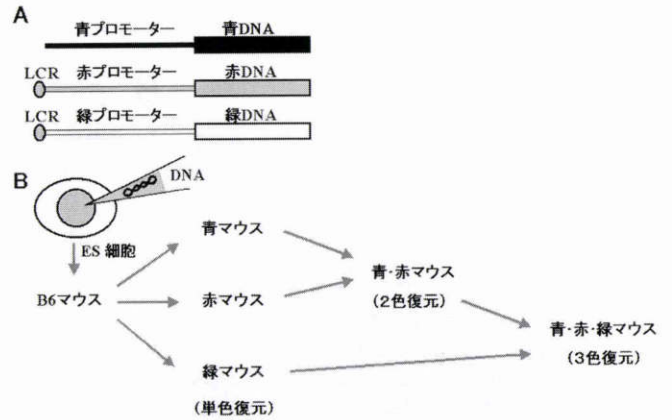 A
青プロモーター 青DNA
LCR 赤プロモーター 赤DNA
LCR 緑プロモーター 緑DNA
B
DNA
ES 細胞
B6マウス
青マウス
赤マウス
緑マウス
(単色復元)
青・赤マウス
(2色復元)
青・赤・緑マウス
(3色復元)